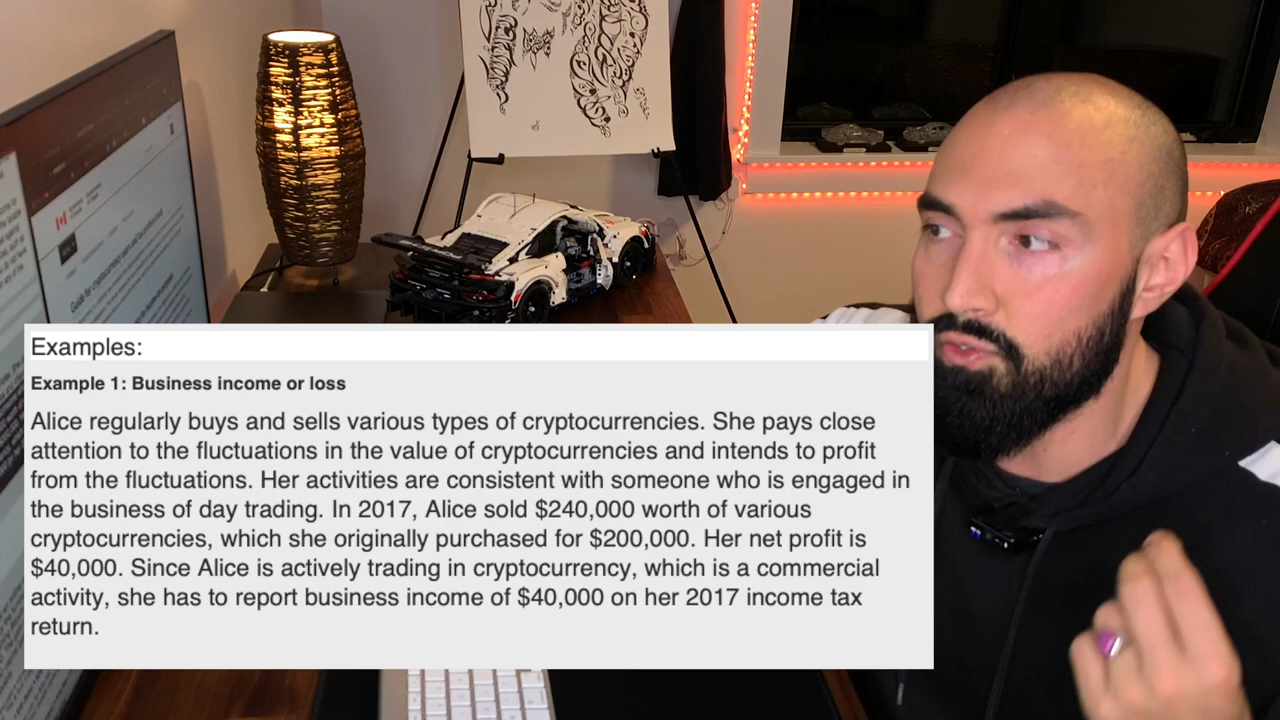 Guide for cryptocurrency
Examples:
Example 1: Business income or loss
Alice regularly buys and sells various types of cryptocurrencies. She pays close
attention to the fluctuations in the value of cryptocurrencies and intends to profit
from the fluctuations. Her activities are consistent with someone who is engaged in
the business of day trading. In 2017, Alice sold $240,000 worth of various
cryptocurrencies, which she originally purchased for $200,000. Her net profit is
$40,000. Since Alice is actively trading in cryptocurrency, which is a commercial
activity, she has to report business income of $40,000 on her 2017 income tax
return.